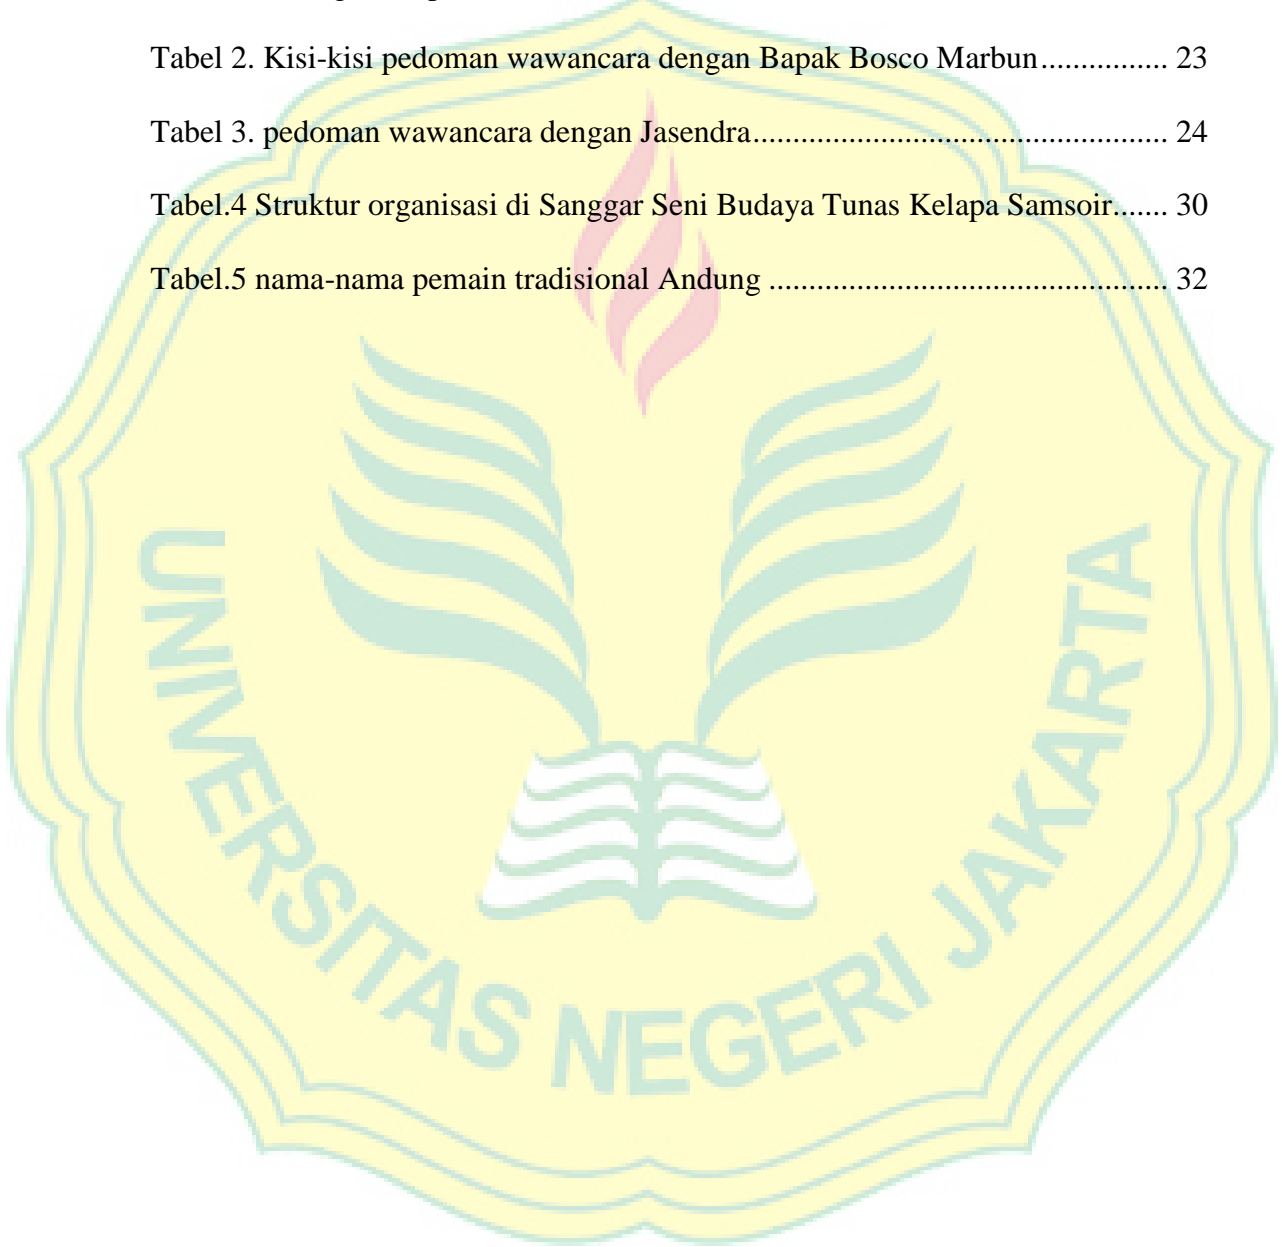 Tabel 2. Kisi-kisi pedoman wawancara dengan Bapak Bosco Marbun................ 23
Tabel 3. pedoman wawancara dengan Jasendra.................................................. 24
Tabel.4 Struktur organisasi di Sanggar Seni Budaya Tunas Kelapa Samsoir....... 30
Tabel.5 nama-nama pemain tradisional Andung ................................................ 32
UNIVERSITAS NEGERI JAKARTA